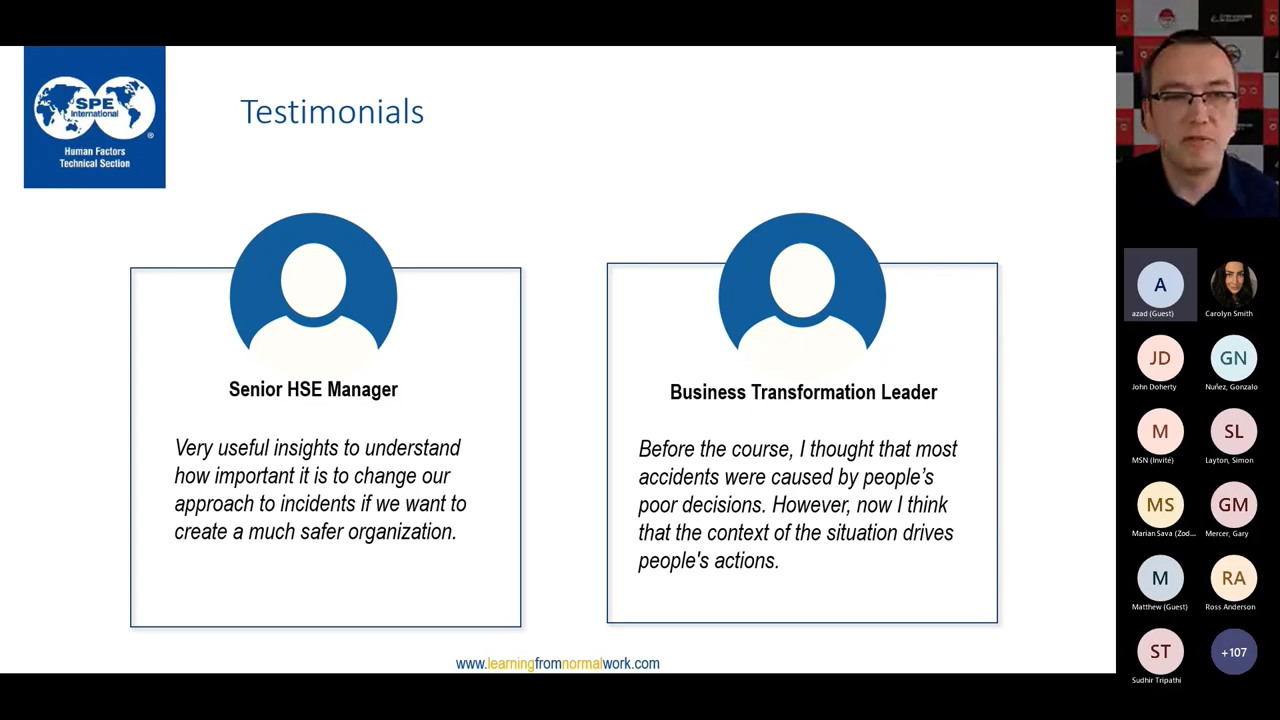 SPE
International
®
Human Factors
Technical Section
Testimonials
Senior HSE Manager
Very useful insights to understand
how important it is to change our
approach to incidents if we want to
create a much safer organization.
Business Transformation Leader
Before the course, I thought that most
accidents were caused by people’s
poor decisions. However, now I think
that the context of the situation drives
people's actions.
www.learningfromnormalwork.com
A
azad (Guest)
Carolyn Smith
JD
John Doherty
GN
Nuñez, Gonzalo
M
MSN (Invité)
SL
Layton, Simon
MS
Marian Sava (Zod...
GM
Mercer, Gary
M
Matthew (Guest)
RA
Ross Anderson
ST
Sudhir Tripathi
+107